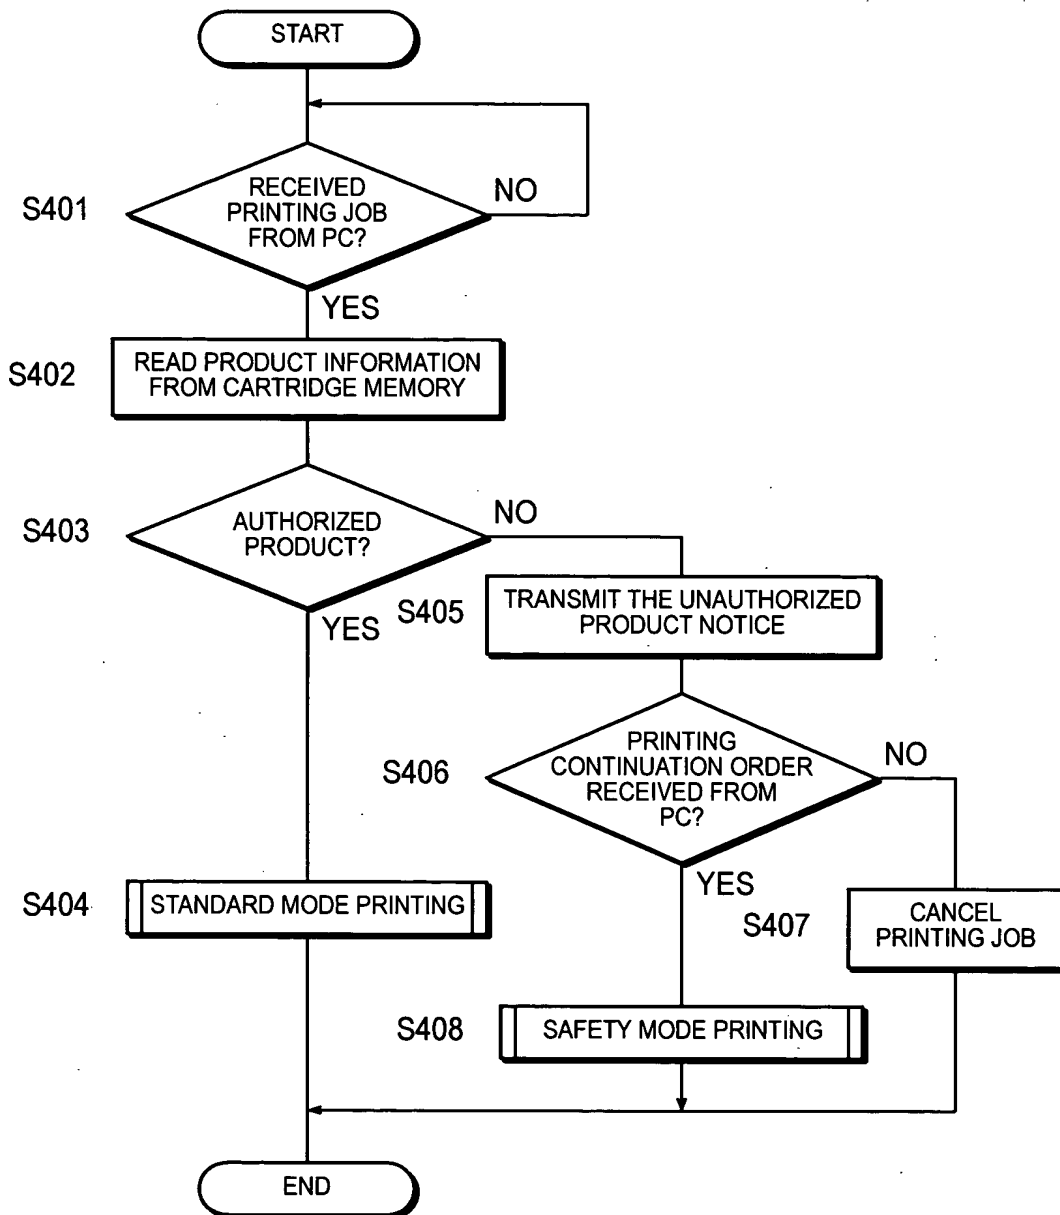 START
S401
RECEIVED
PRINTING JOB
FROM PC?
NO
YES
S402
READ PRODUCT INFORMATION
FROM CARTRIDGE MEMORY
S403
AUTHORIZED
PRODUCT?
NO
YES
S405
TRANSMIT THE UNAUTHORIZED
PRODUCT NOTICE
S406
PRINTING
CONTINUATION ORDER
RECEIVED FROM
PC?
NO
YES
S404
STANDARD MODE PRINTING
S407
CANCEL
PRINTING JOB
S408
SAFETY MODE PRINTING
END